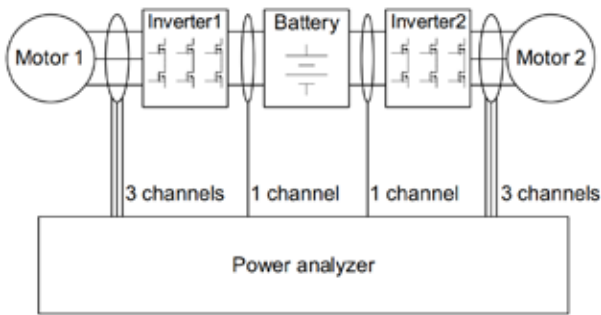 Inverter1
Battery
Inverter2
Motor 1
Motor 2
3 channels
1 channel
1 channel
3 channels
Power analyzer